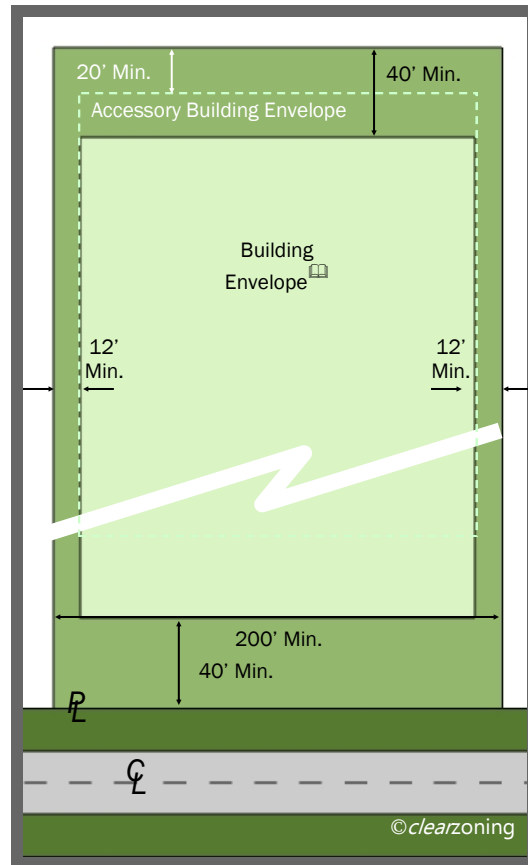 20’ Min.
40’ Min.
Accessory Building Envelope
Building
Envelope
12’
Min.
12’
Min.
200’ Min.
40’ Min.
PL
CL
©clearzoning